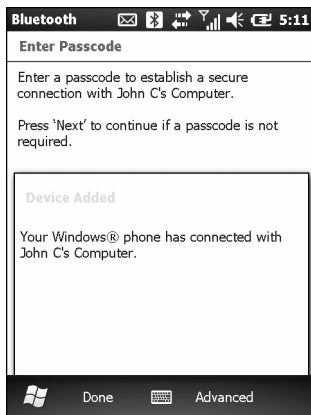 Bluetooth 5:11
Enter Passcode
Enter a passcode to establish a secure
connection with John C's Computer.
Press 'Next' to continue if a passcode is not
required.
Device Added
Your Windows® phone has connected with
John C's Computer.
Done Advanced